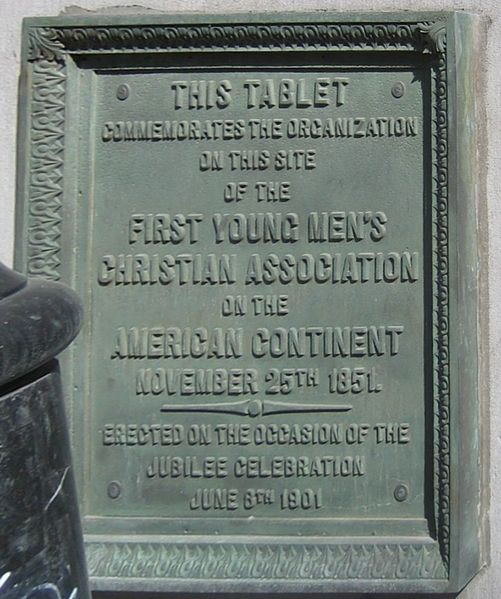 THIS TABLET
COMMEMORATES THE ORGANIZATION
ON THIS SITE
OF THE
FIRST YOUNG MEN'S
CHRISTIAN ASSOCIATION
ON THE
AMERICAN CONTINENT
NOVEMBER 25TH 1851.
ERECTED ON THE OCCASION OF THE
JUBILEE CELEBRATION
JUNE 8TH 1901